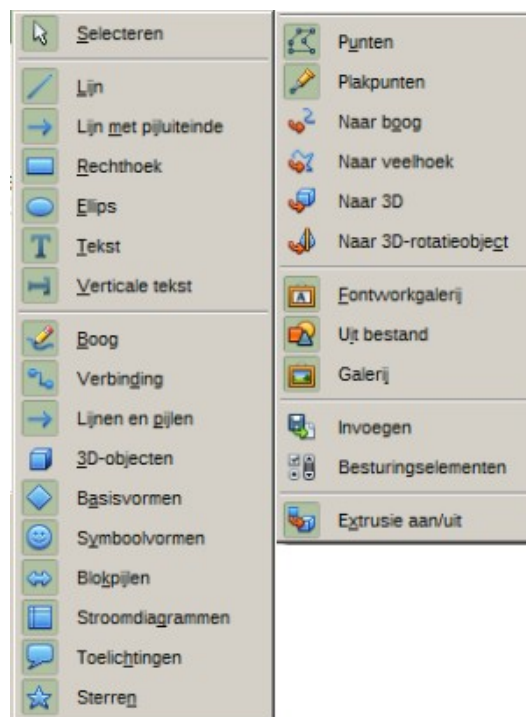 Selecteren
Lijn
Lijn met pijluiteinde
Rechthoek
Ellips
Tekst
Verticale tekst
Boog
Verbinding
Lijnen en pijlen
3D-objecten
Basisvormen
Symboolvormen
Blokpijlen
Stroomdiagrammen
Toelichtingen
Sterren
Punten
Plakpunten
Naar boog
Naar veelhoek
Naar 3D
Naar 3D-rotatieobject
Fontworkgalerij
Uit bestand
Galerij
Invoegen
Besturingselementen
Extrusie aan/uit